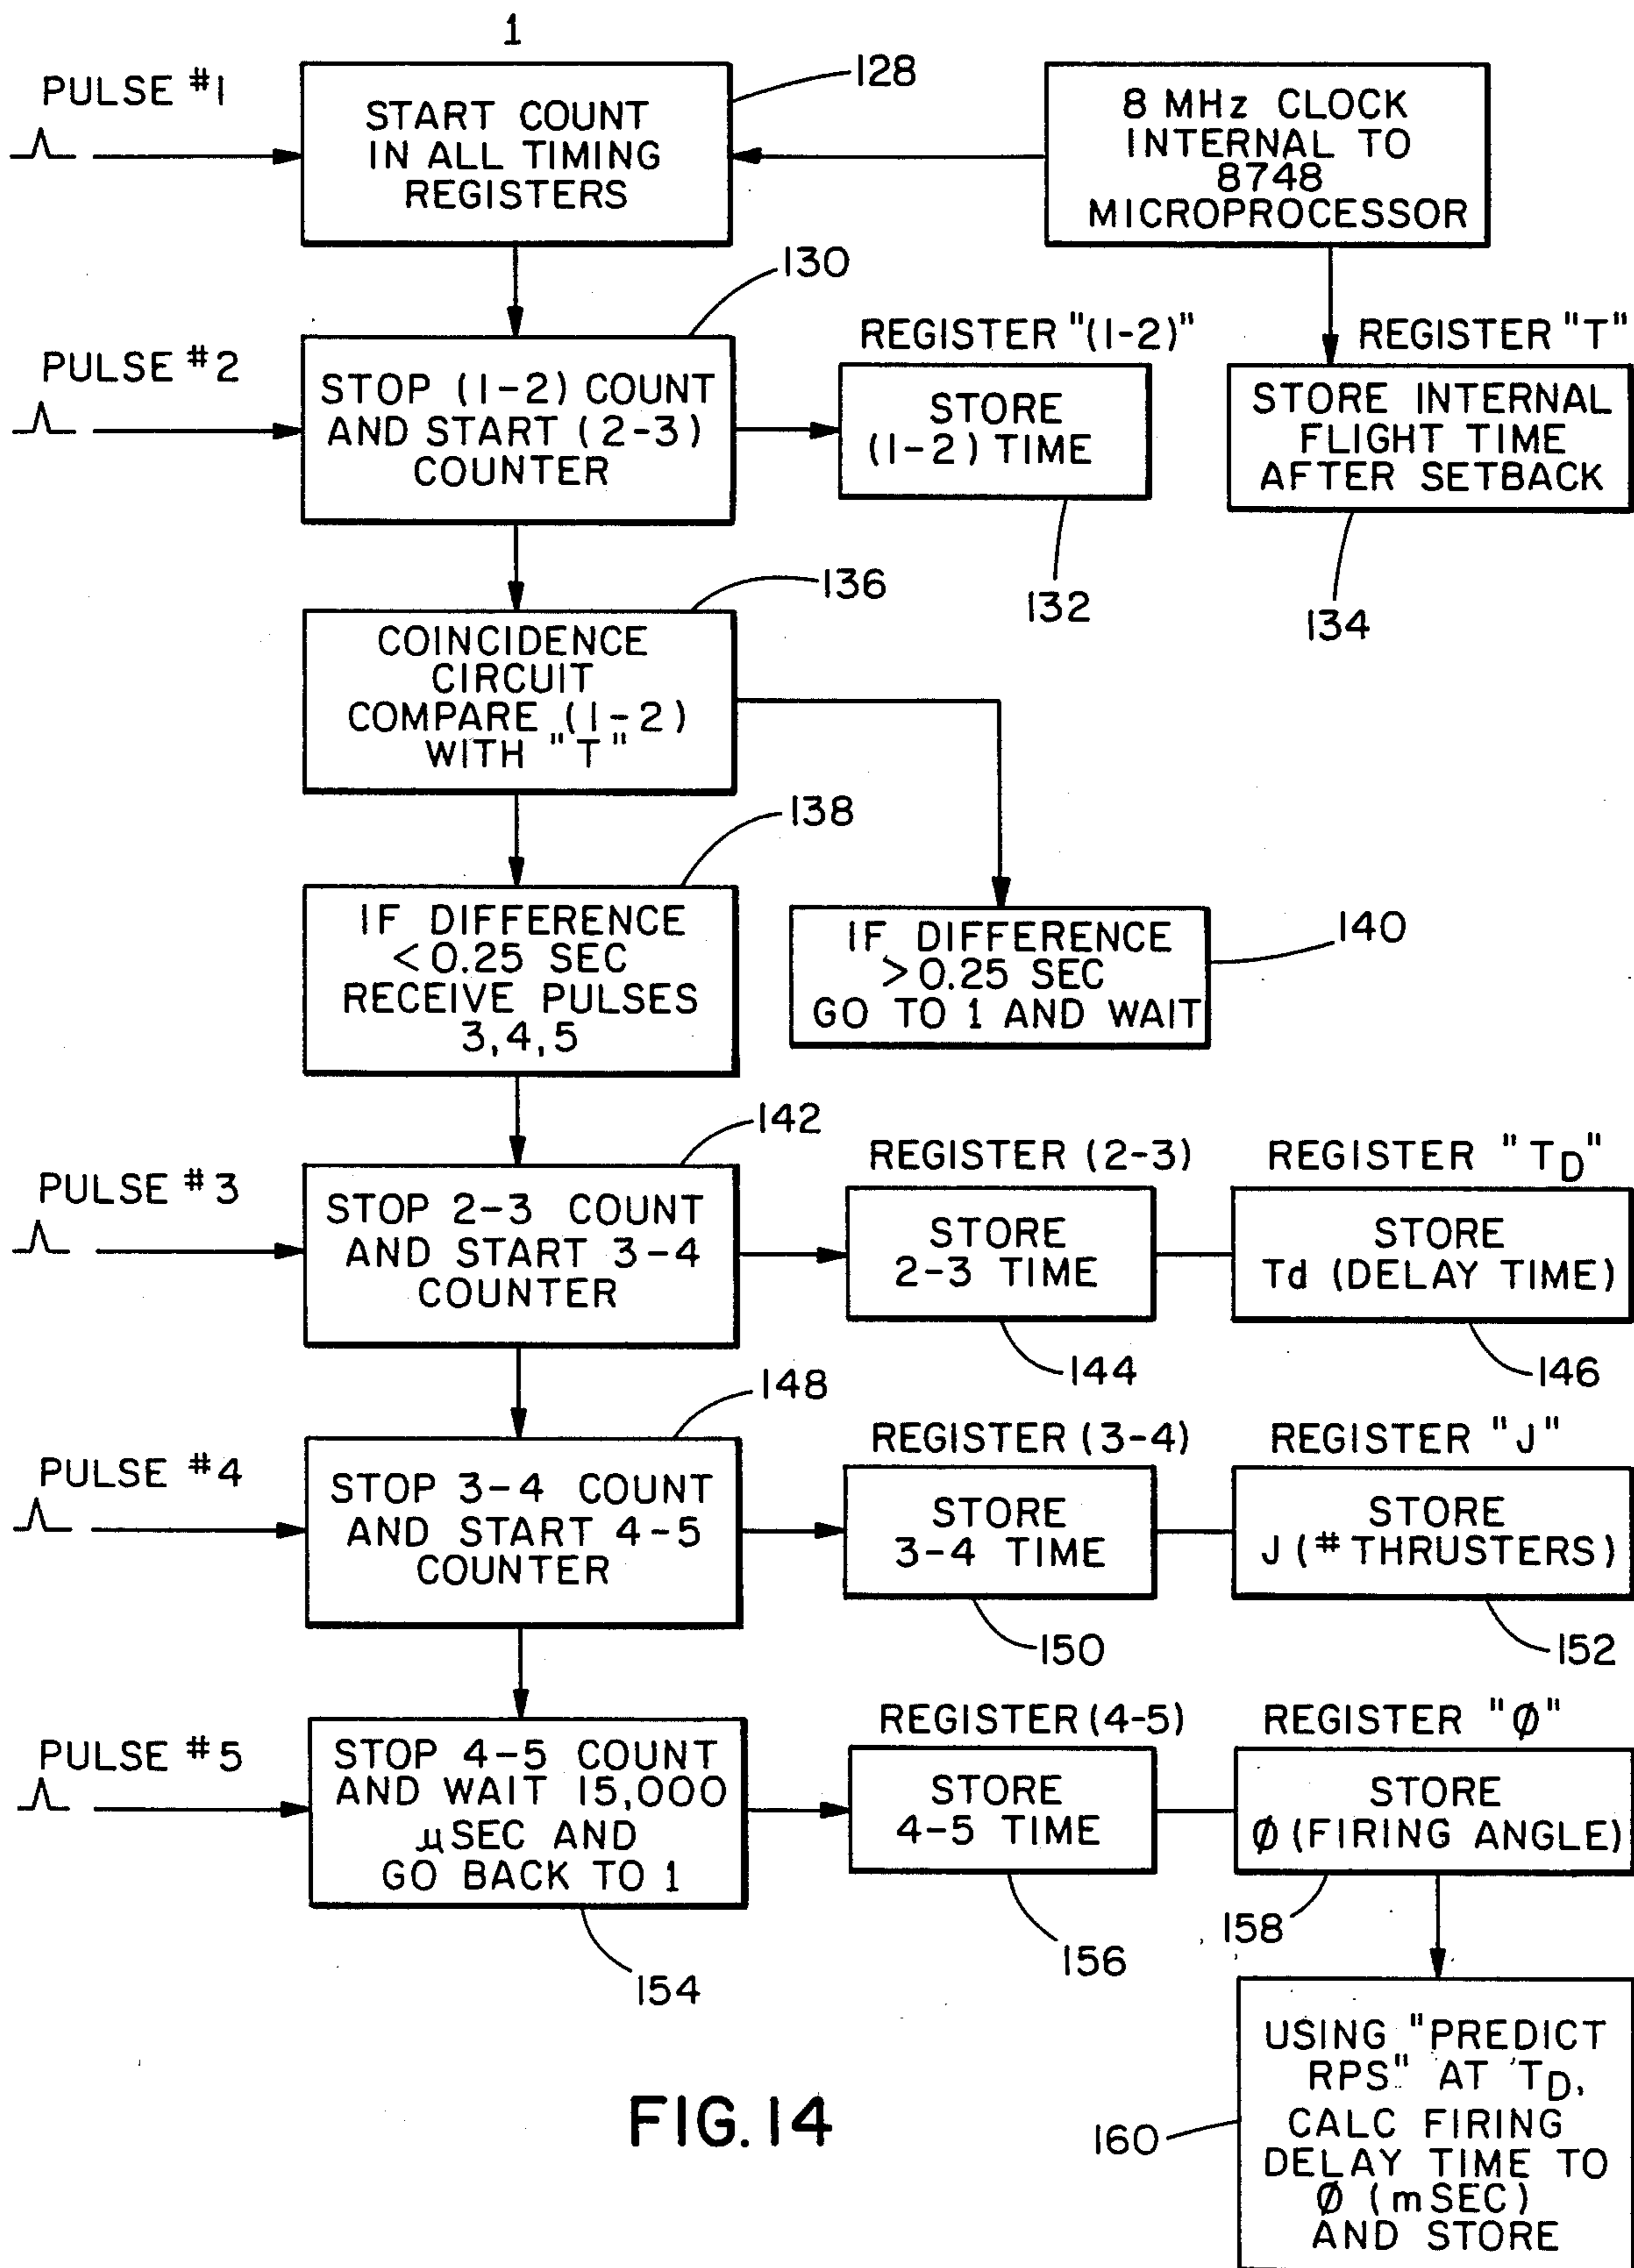 1
PULSE #1
START COUNT
IN ALL TIMING
REGISTERS
128
8 MHz CLOCK
INTERNAL TO
8748
MICROPROCESSOR
130
PULSE #2
STOP (1-2) COUNT
AND START (2-3)
COUNTER
REGISTER "(1-2)"
STORE
(1-2) TIME
132
REGISTER "T"
STORE INTERNAL
FLIGHT TIME
AFTER SETBACK
134
136
COINCIDENCE
CIRCUIT
COMPARE (1-2)
WITH "T"
138
IF DIFFERENCE
<0.25 SEC
RECEIVE PULSES
3,4,5
IF DIFFERENCE
>0.25 SEC
GO TO 1 AND WAIT
140
142
PULSE #3
STOP 2-3 COUNT
AND START 3-4
COUNTER
REGISTER (2-3)
STORE
2-3 TIME
144
REGISTER "TD"
STORE
Td (DELAY TIME)
146
148
PULSE #4
STOP 3-4 COUNT
AND START 4-5
COUNTER
REGISTER (3-4)
STORE
3-4 TIME
150
REGISTER "J"
STORE
J (# THRUSTERS)
152
PULSE #5
STOP 4-5 COUNT
AND WAIT 15,000
µSEC AND
GO BACK TO 1
154
REGISTER (4-5)
STORE
4-5 TIME
156
REGISTER "Ø"
STORE
Ø (FIRING ANGLE)
158
USING "PREDICT
RPS" AT TD,
CALC FIRING
DELAY TIME TO
Ø (mSEC)
AND STORE
160
FIG. 14